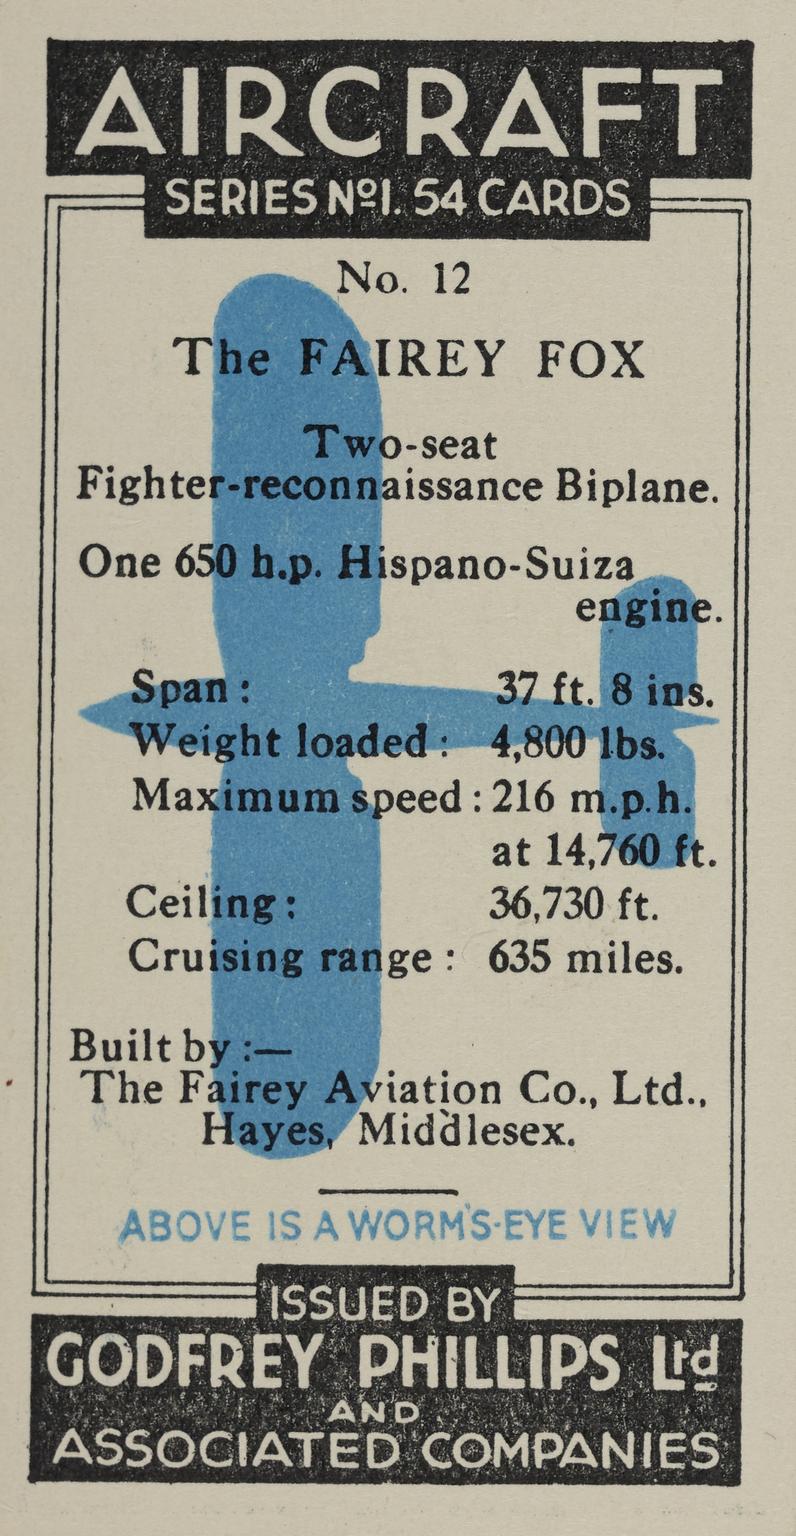 AIRCRAFT
SERIES Nº1. 54 CARDS
No. 12
The FAIREY FOX
Two-seat
Fighter-reconnaissance Biplane.
One 650 h.p. Hispano-Suiza
engine.
Span: 37 ft. 8 ins.
Weight loaded: 4,800 lbs.
Maximum speed: 216 m.p.h.
at 14,760 ft.
Ceiling: 36,730 ft.
Cruising range: 635 miles.
Built by:—
The Fairey Aviation Co., Ltd.,
Hayes, Middlesex.
ABOVE IS A WORM'S-EYE VIEW
ISSUED BY
GODFREY PHILLIPS Ltd
AND
ASSOCIATED COMPANIES